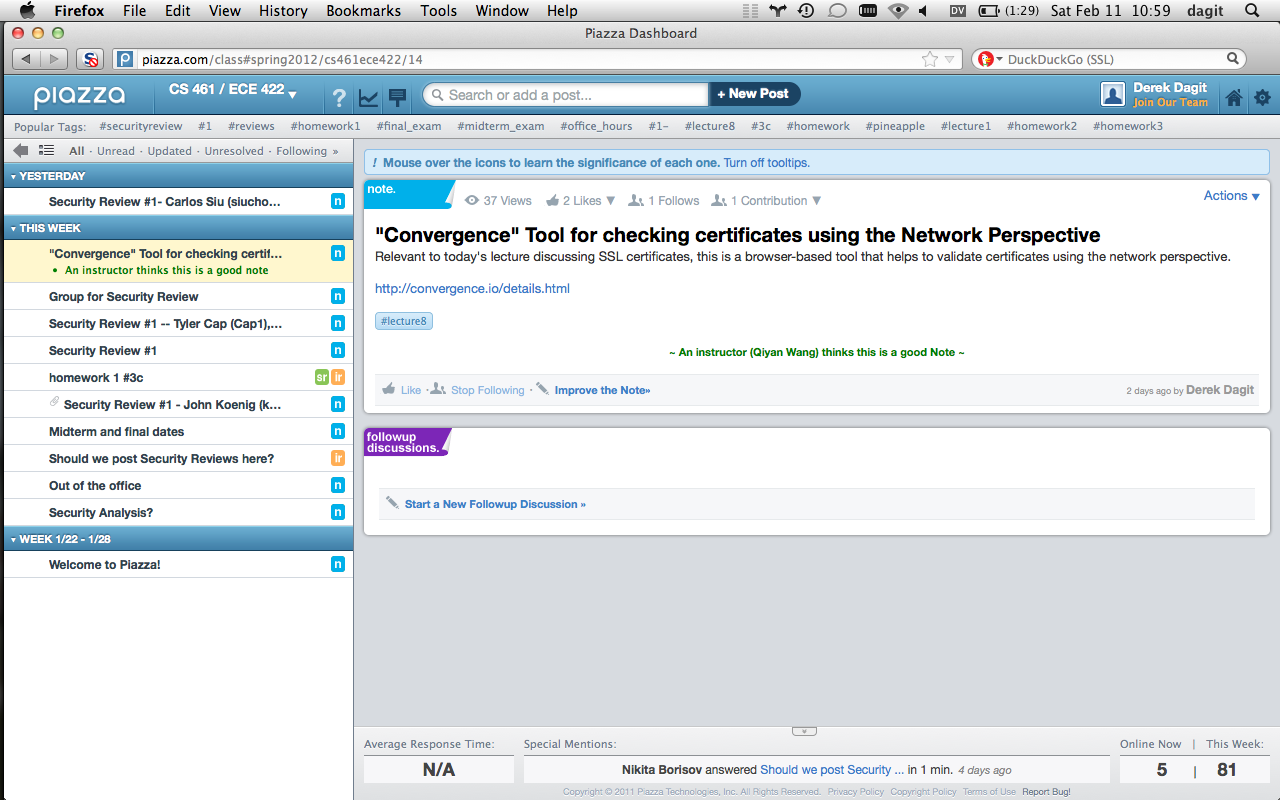 Firefox File Edit View History Bookmarks Tools Window Help DV (1:29) Sat Feb 11 10:59 dagit
Piazza Dashboard
piazza.com/class#spring2012/cs461ece422/14 DuckDuckGo (SSL)
piazza CS 461 / ECE 422 ? Search or add a post... + New Post Derek Dagit
Join Our Team
Popular Tags: #securityreview #1 #reviews #homework1 #final_exam #midterm_exam #office_hours #1- #lecture8 #3c #homework #pineapple #lecture1 #homework2 #homework3
All · Unread · Updated · Unresolved · Following »
YESTERDAY
Security Review #1- Carlos Siu (siucho... n
THIS WEEK
"Convergence" Tool for checking certif... n
• An instructor thinks this is a good note
Group for Security Review n
Security Review #1 -- Tyler Cap (Cap1),... n
Security Review #1 n
homework 1 #3c sr ir
Security Review #1 - John Koenig (k... n
Midterm and final dates n
Should we post Security Reviews here? ir
Out of the office n
Security Analysis? n
WEEK 1/22 - 1/28
Welcome to Piazza! n
! Mouse over the icons to learn the significance of each one. Turn off tooltips.
note. 37 Views 2 Likes 1 Follows 1 Contribution Actions
"Convergence" Tool for checking certificates using the Network Perspective
Relevant to today's lecture discussing SSL certificates, this is a browser-based tool that helps to validate certificates using the network perspective.
http://convergence.io/details.html
#lecture8
~ An instructor (Qiyan Wang) thinks this is a good Note ~
Like · Stop Following · Improve the Note» 2 days ago by Derek Dagit
followup
discussions.
Start a New Followup Discussion »
Average Response Time: Special Mentions: Online Now | This Week:
N/A Nikita Borisov answered Should we post Security ... in 1 min. 4 days ago 5 | 81
Copyright © 2011 Piazza Technologies, Inc. All Rights Reserved. Privacy Policy Copyright Policy Terms of Use Report Bug!